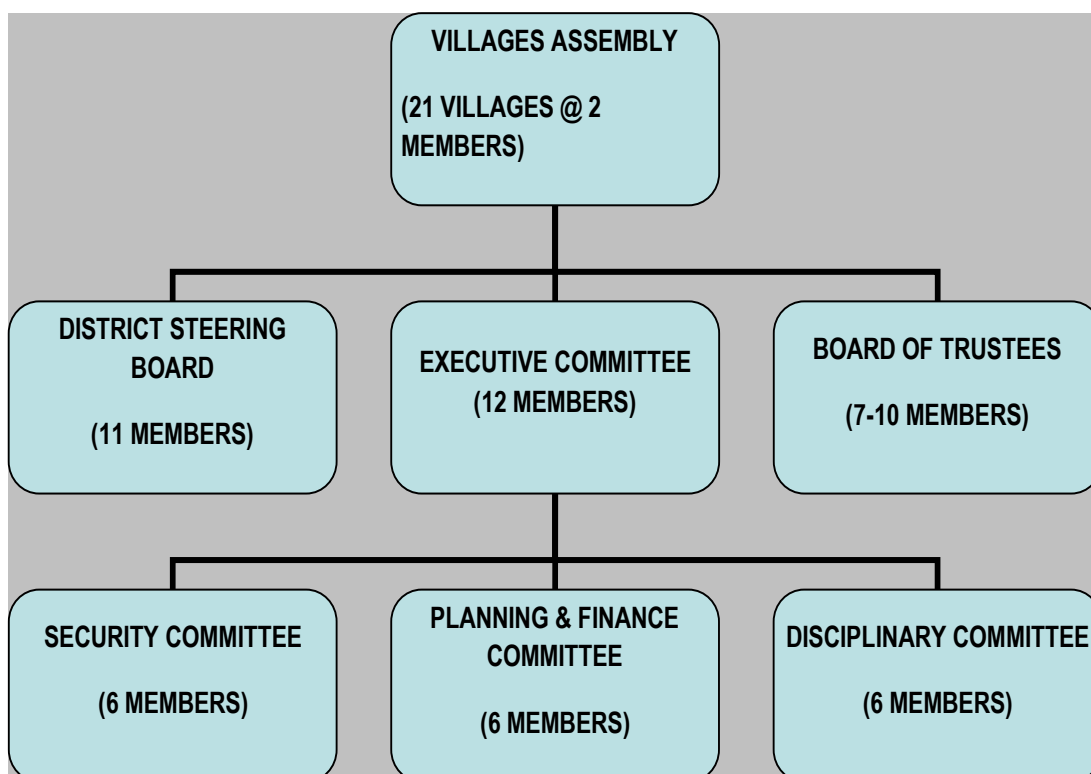 VILLAGES ASSEMBLY
(21 VILLAGES @ 2
MEMBERS)
DISTRICT STEERING
BOARD
(11 MEMBERS)
EXECUTIVE COMMITTEE
(12 MEMBERS)
BOARD OF TRUSTEES
(7-10 MEMBERS)
SECURITY COMMITTEE
(6 MEMBERS)
PLANNING & FINANCE
COMMITTEE
(6 MEMBERS)
DISCIPLINARY COMMITTEE
(6 MEMBERS)